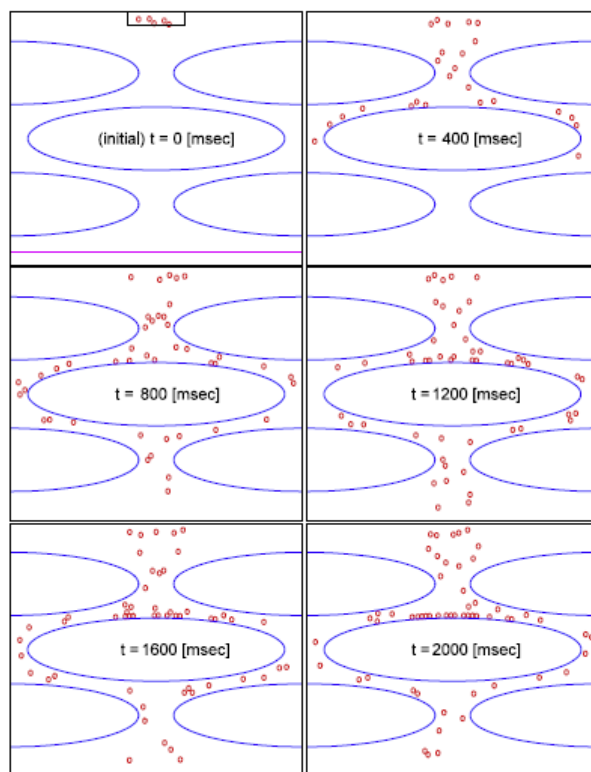 (initial) t = 0 [msec]
t = 400 [msec]
t = 800 [msec]
t = 1200 [msec]
t = 1600 [msec]
t = 2000 [msec]